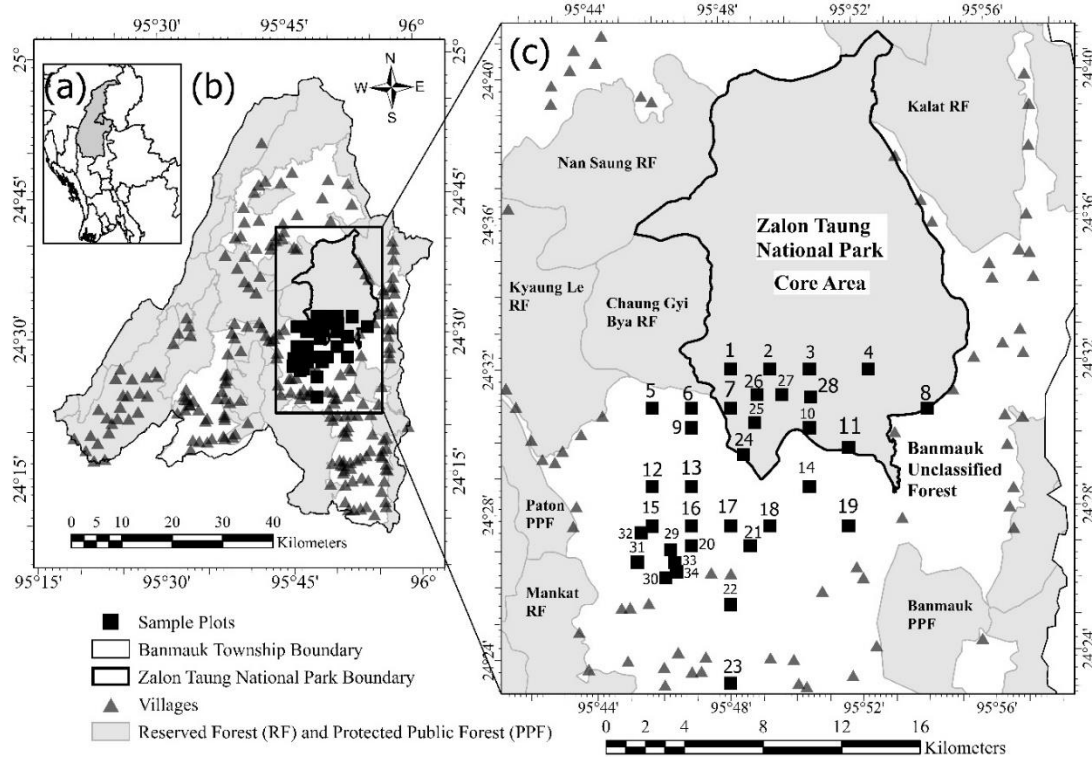 95°30'
95°45'
96°
(a)
(b)
N
W
E
S
25°
24°45'
24°30'
24°15'
25°
24°45'
24°30'
24°15'
0 5 10 20 30 40
Kilometers
95°15'
95°30'
95°45'
96°
Sample Plots
Banmauk Township Boundary
Zalon Taung National Park Boundary
Villages
Reserved Forest (RF) and Protected Public Forest (PPF)
(c)
95°44'
95°48'
95°52'
95°56'
24°40'
24°36'
24°32'
24°28'
24°24'
24°40'
24°36'
24°32'
24°28'
24°24'
Kalat RF
Nan Saung RF
Zalon Taung
National Park
Core Area
Kyaung Le
RF
Chaung Gyi
Bya RF
1
2
3
4
26
27
28
5
6
7
8
25
10
9
11
24
Banmauk
Unclassified
Forest
12
13
14
Paton
PPF
15
16
17
18
19
32
29
20
21
31
33
30
34
Mankat
RF
22
Banmauk
PPF
23
95°44'
95°48'
95°52'
95°56'
0 2 4 8 12 16
Kilometers